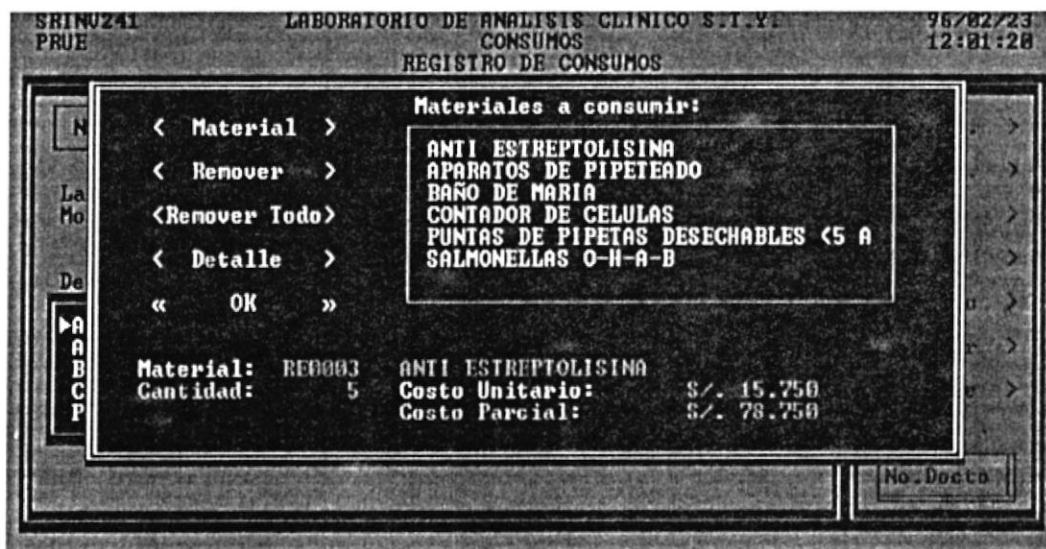 SRINV241 LABORATORIO DE ANALISIS CLINICO S.T.Y. 96/02/23
PRUE CONSUMOS 12:01:20
REGISTRO DE CONSUMOS
Materiales a consumir:
< Material >
< Remover >
<Remover Todo>
< Detalle >
« OK »
ANTI ESTREPTOLISINA
APARATOS DE PIPETEADO
BAÑO DE MARIA
CONTADOR DE CELULAS
PUNTAS DE PIPETAS DESECHABLES (5 A
SALMONELLAS O-H-A-B
N
La
Mo
De
►A
A
B
C
P
Material: RE0003 ANTI ESTREPTOLISINA
Cantidad: 5 Costo Unitario: S/. 15.750
Costo Parcial: S/. 78.750
No.Docto